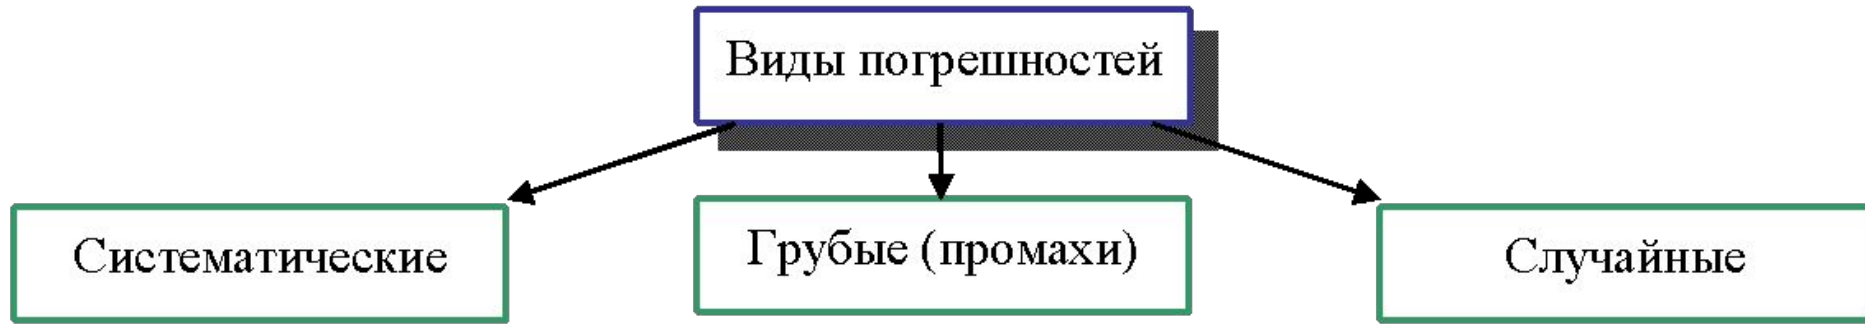 Виды погрешностей
Систематические
Грубые (промахи)
Случайные